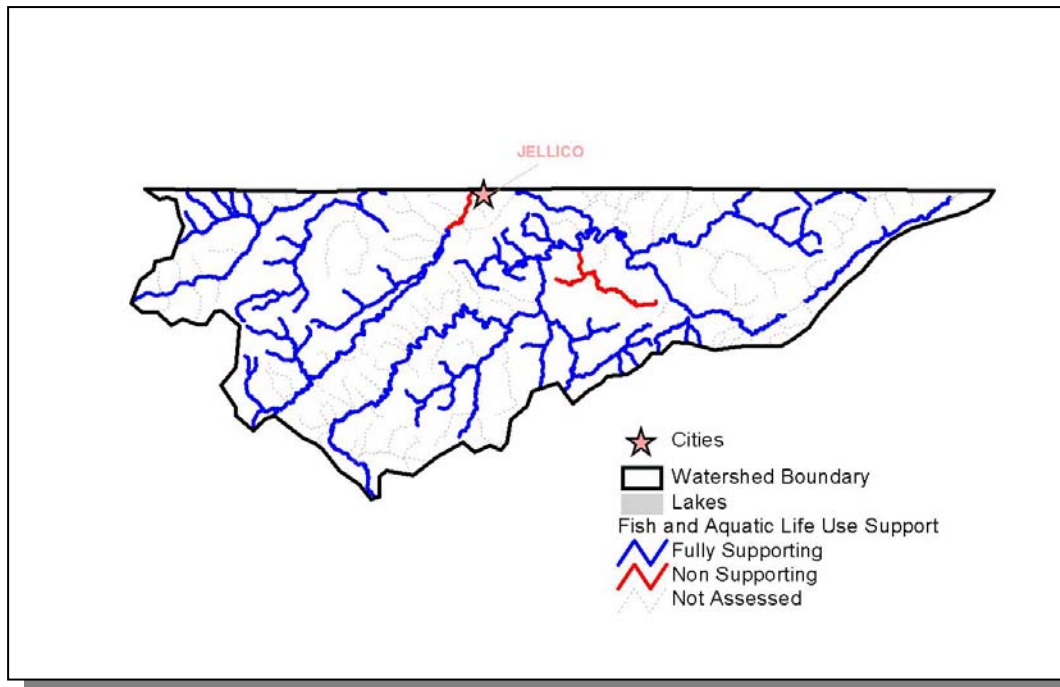 JELLICO
Cities
Watershed Boundary
Lakes
Fish and Aquatic Life Use Support
Fully Supporting
Non Supporting
Not Assessed